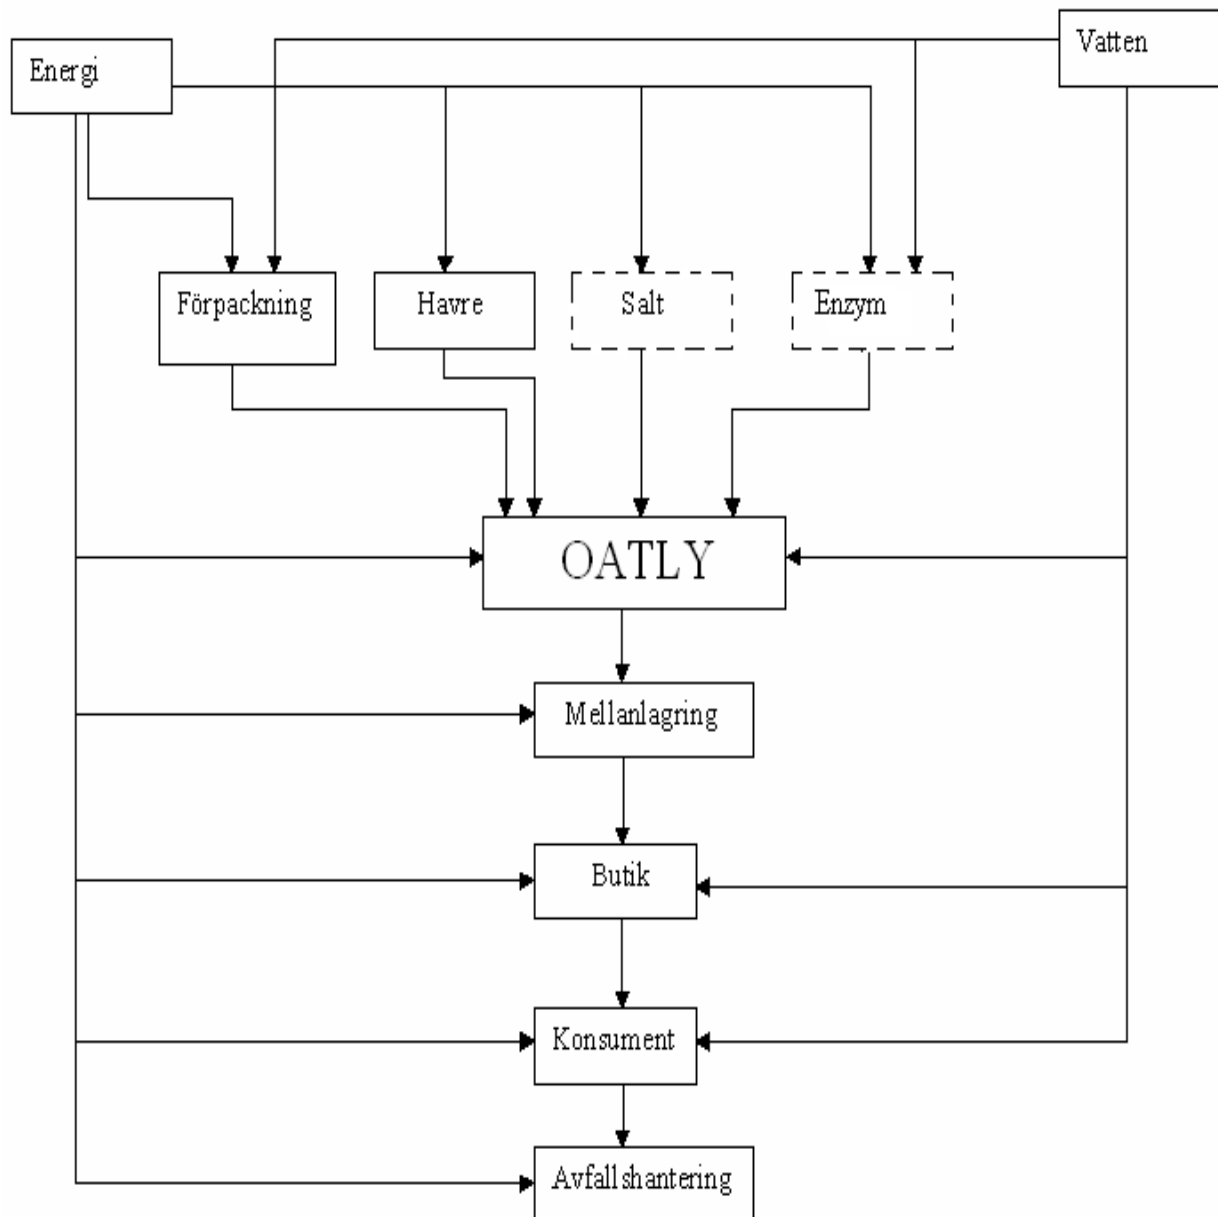 Energi
Vatten
Förpackning
Havre
Salt
Enzym
OATLY
Mellanlagring
Butik
Konsument
Avfallshantering